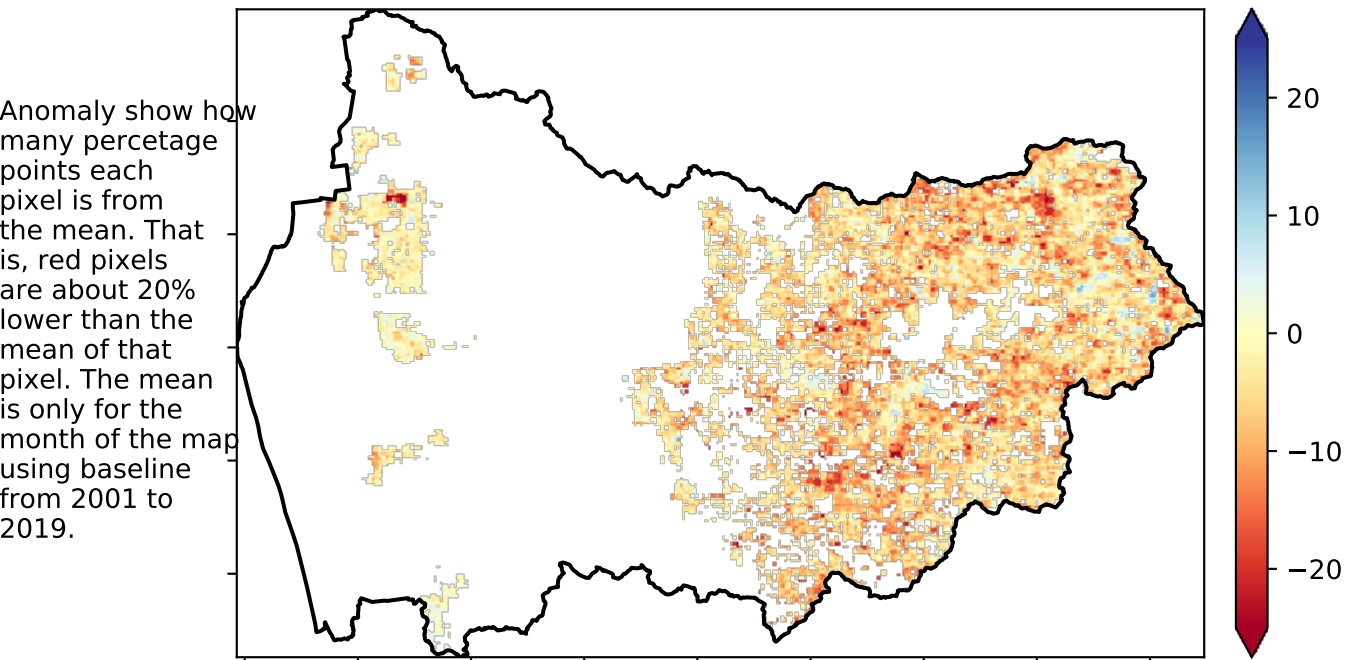 Anomaly show how
many percetage
points each
pixel is from
the mean. That
is, red pixels
are about 20%
lower than the
mean of that
pixel. The mean
is only for the
month of the map
using baseline
from 2001 to
2019.
20
10
0
−10
−20